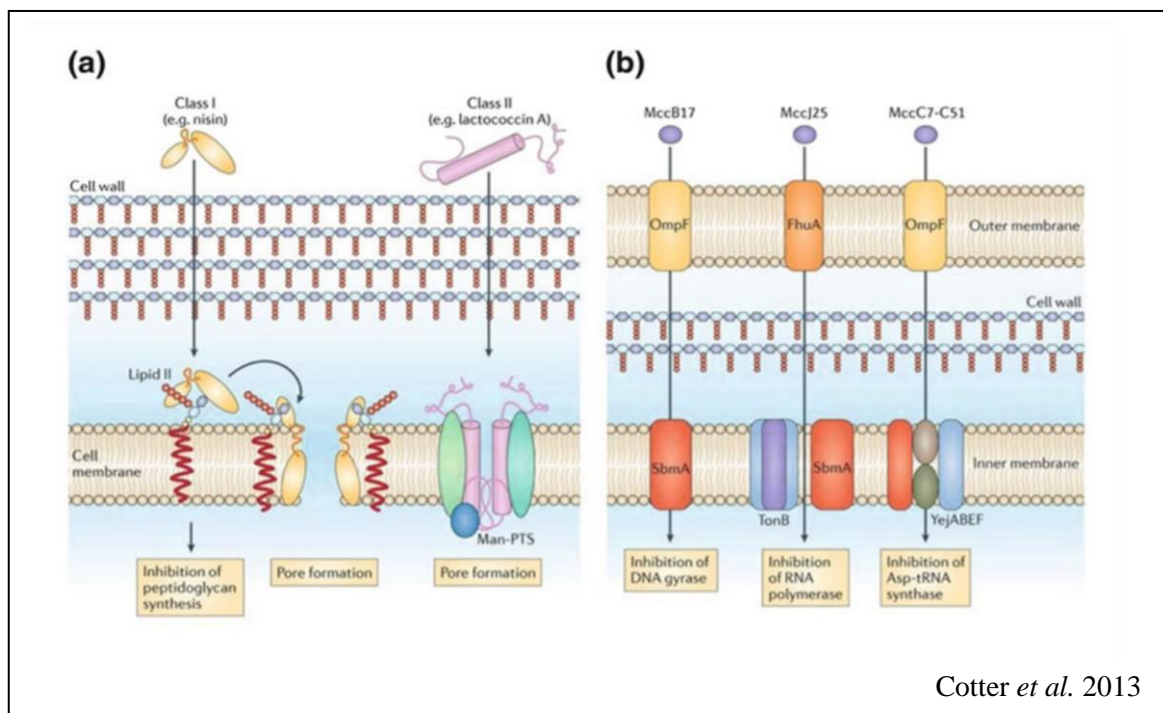 (a)
Class I
(e.g. nisin)
Class II
(e.g. lactococcin A)
Cell wall
Lipid II
Cell
membrane
Man-PTS
Inhibition of
peptidoglycan
synthesis
Pore formation
Pore formation
(b)
MccB17
MccJ25
MccC7-C51
OmpF
FhuA
OmpF
Outer membrane
Cell wall
SbmA
TonB
SbmA
Inner membrane
YejABEF
Inhibition of
DNA gyrase
Inhibition
of RNA
polymerase
Inhibition of
Asp-tRNA
synthase
Cotter et al. 2013